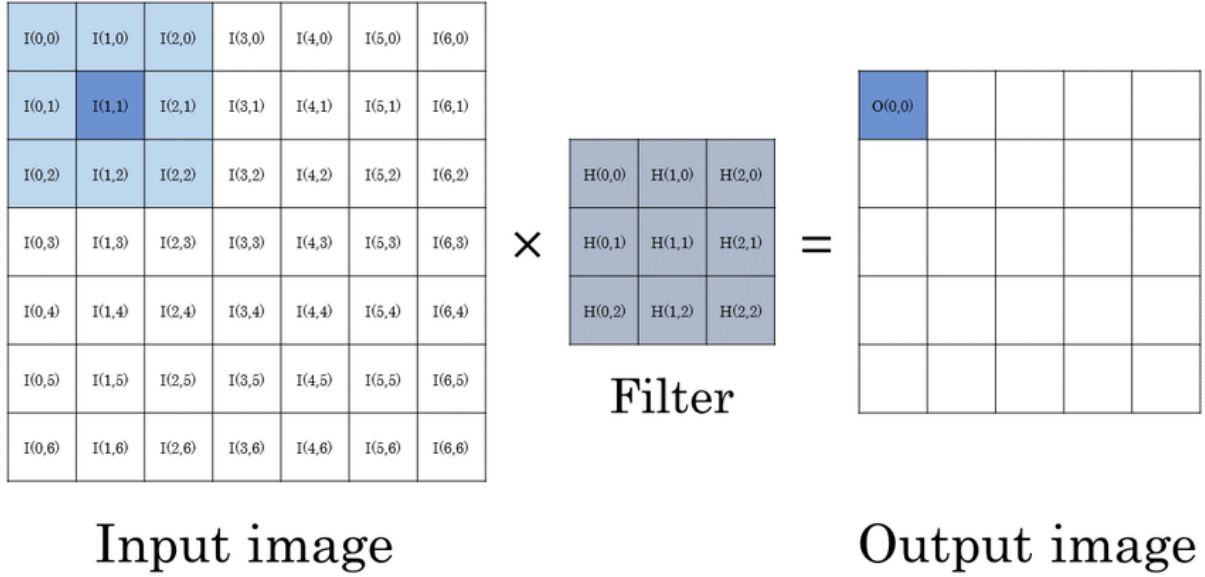 I(0,0) I(1,0) I(2,0) I(3,0) I(4,0) I(5,0) I(6,0)
I(0,1) I(1,1) I(2,1) I(3,1) I(4,1) I(5,1) I(6,1)
I(0,2) I(1,2) I(2,2) I(3,2) I(4,2) I(5,2) I(6,2)
I(0,3) I(1,3) I(2,3) I(3,3) I(4,3) I(5,3) I(6,3)
I(0,4) I(1,4) I(2,4) I(3,4) I(4,4) I(5,4) I(6,4)
I(0,5) I(1,5) I(2,5) I(3,5) I(4,5) I(5,5) I(6,5)
I(0,6) I(1,6) I(2,6) I(3,6) I(4,6) I(5,6) I(6,6)
Input image
×
H(0,0) H(1,0) H(2,0)
H(0,1) H(1,1) H(2,1)
H(0,2) H(1,2) H(2,2)
Filter
=
O(0,0)
Output image